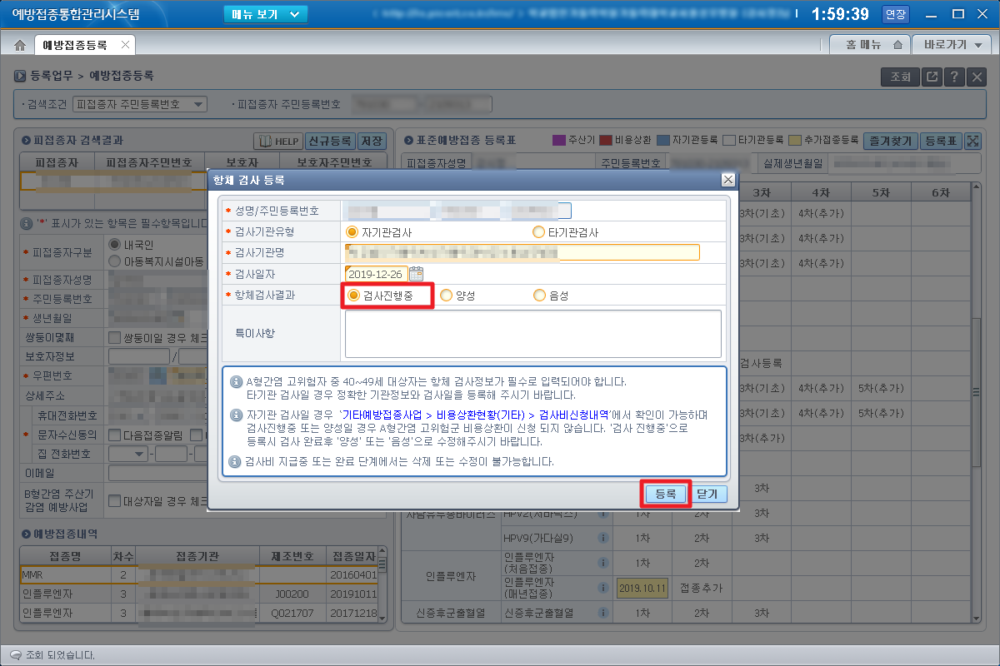 예방접종통합관리시스템
메뉴 보기
1:59:39
연장
예방접종등록
홈 메뉴
바로가기
등록업무 > 예방접종등록
조회
?
· 검색조건
피접종자 주민등록번호
· 피접종자 주민등록번호
피접종자 검색결과
HELP
신규등록
저장
피접종자
피접종자주민번호
보호자
보호자주민번호
'*' 표시가 있는 항목은 필수항목입니다
* 피접종자구분
내국인
아동복지시설아동
* 피접종자성명
* 주민등록번호
* 생년월일
쌍둥이몇째
쌍둥이일 경우 체크
보호자정보
/
* 우편번호
상세주소
휴대전화번호
* 문자수신동의
다음접종알림
집 전화번호
-
-
이메일
B형간염 주산기
감염 예방사업
대상자일 경우 체크
예방접종내역
접종명 차수 접종기관 제조번호 접종일자
MMR 2 20160401
인플루엔자 3 J00200 20191011
인플루엔자 3 Q021707 20171218
표준예방접종 등록표
주산기
비용상환
자기관등록
타기관등록
추가접종등록
즐겨찾기
등록표
피접종자성명
주민등록번호
실제생년월일
3차 4차 5차 6차
3차(기초) 4차(추가)
3차(기초) 4차(추가)
3차(기초) 4차(추가)
검사등록
3차(기초) 4차(추가) 5차(추가)
3차(기초) 4차(추가) 5차(추가)
3차(추가)
3차
사람유두종바이러스 HPV2(서바릭스) 1차 2차 3차
HPV9(가다실9) 1차 2차 3차
인플루엔자
인플루엔자
(처음접종)
1차 2차
인플루엔자
(매년접종)
2019.10.11 접종추가
신증후군출혈열 신증후군출혈열 1차 2차 3차
항체 검사 등록
* 성명/주민등록번호
* 검사기관유형
자기관검사
타기관검사
* 검사기관명
* 검사일자
2019-12-26
* 항체검사결과
검사진행중
양성
음성
특이사항
A형간염 고위험자 중 40~49세 대상자는 항체 검사정보가 필수로 입력되어야 합니다.
타기관 검사일 경우 정확한 기관정보와 검사일을 등록해 주시기 바랍니다.
자기관 검사일 경우 '기타예방접종사업 > 비용상환현황(기타) > 검사비신청내역'에서 확인이 가능하며
검사진행중 또는 양성일 경우 A형간염 고위험군 비용상환이 신청 되지 않습니다. '검사 진행중'으로
등록시 검사 완료후 '양성' 또는 '음성'으로 수정해주시기 바랍니다.
검사비 지급중 또는 완료 단계에서는 삭제 또는 수정이 불가능합니다.
등록
닫기
조회 되었습니다.